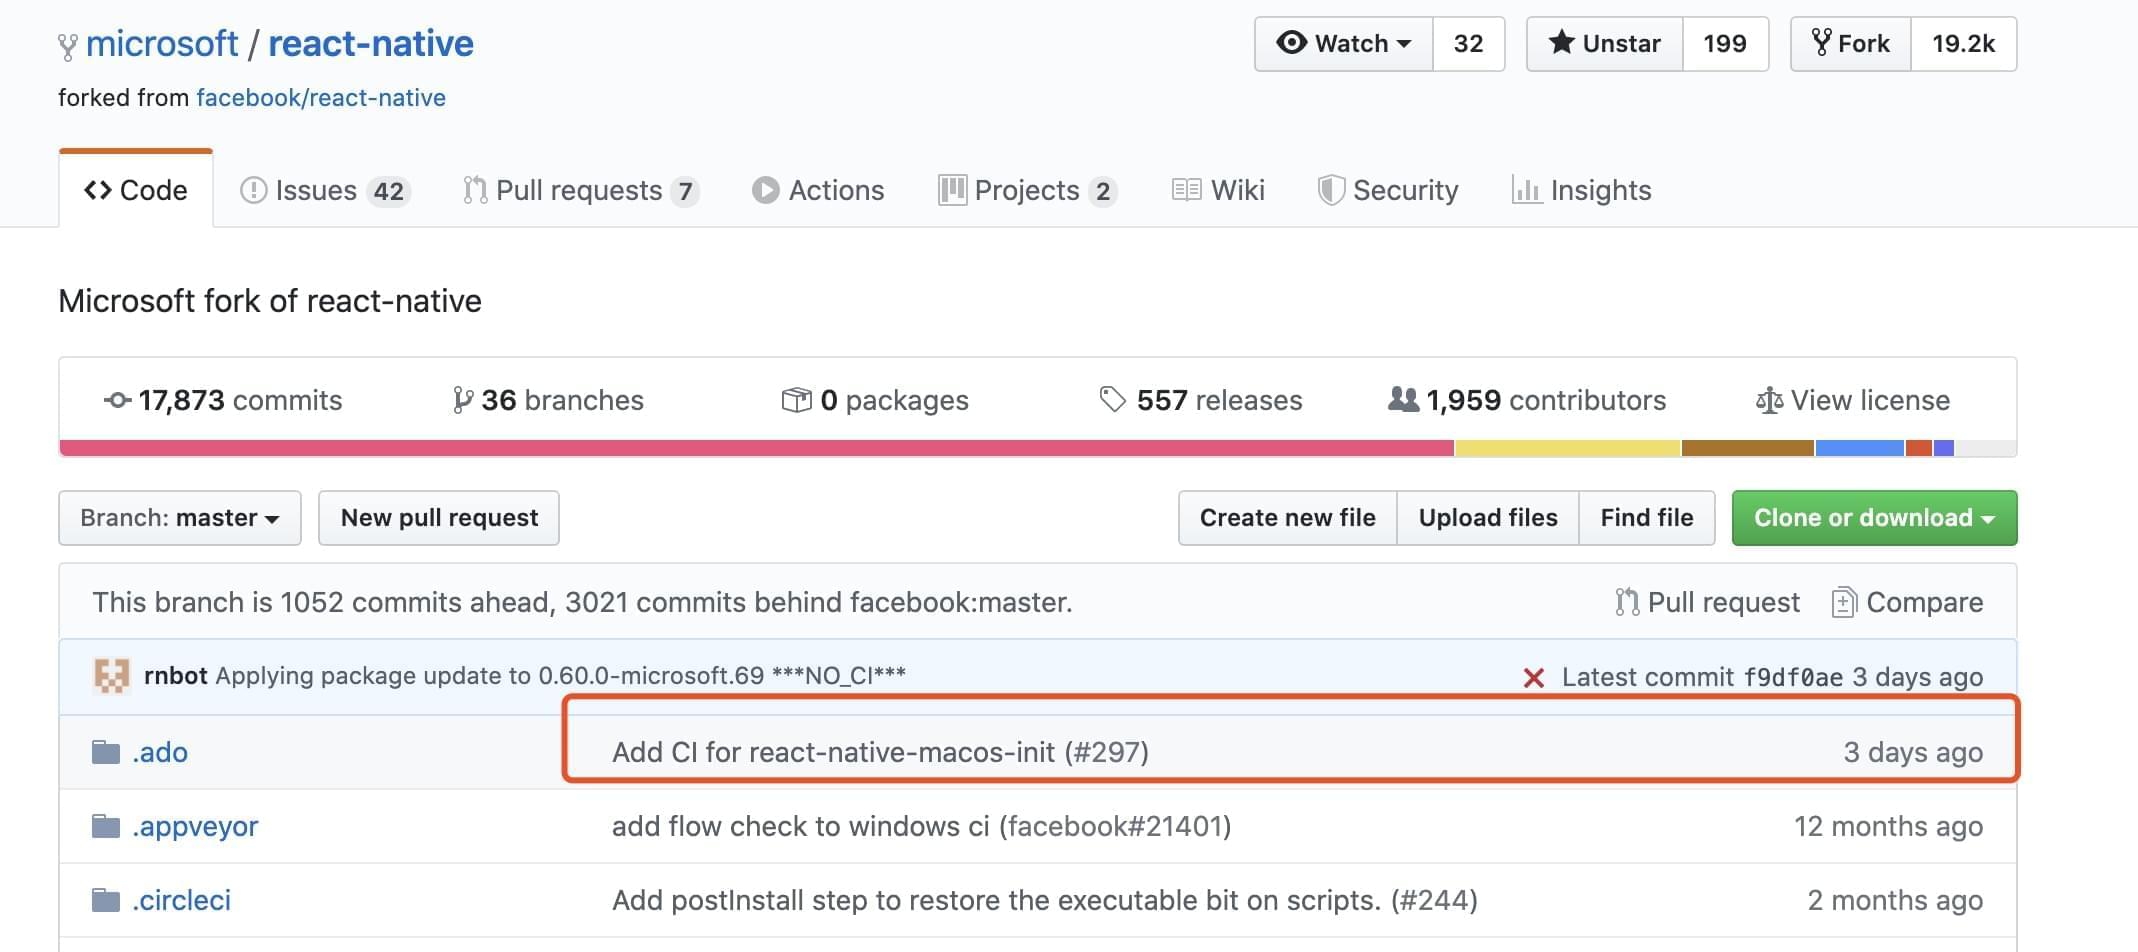 microsoft / react-native
Watch 32
Unstar 199
Fork 19.2k
forked from facebook/react-native
Code
Issues 42
Pull requests 7
Actions
Projects 2
Wiki
Security
Insights
Microsoft fork of react-native
17,873 commits
36 branches
0 packages
557 releases
1,959 contributors
View license
Branch: master
New pull request
Create new file
Upload files
Find file
Clone or download
This branch is 1052 commits ahead, 3021 commits behind facebook:master.
Pull request
Compare
rnbot Applying package update to 0.60.0-microsoft.69 ***NO_CI***
Latest commit f9df0ae 3 days ago
.ado
Add CI for react-native-macos-init (#297)
3 days ago
.appveyor
add flow check to windows ci (facebook#21401)
12 months ago
.circleci
Add postInstall step to restore the executable bit on scripts. (#244)
2 months ago